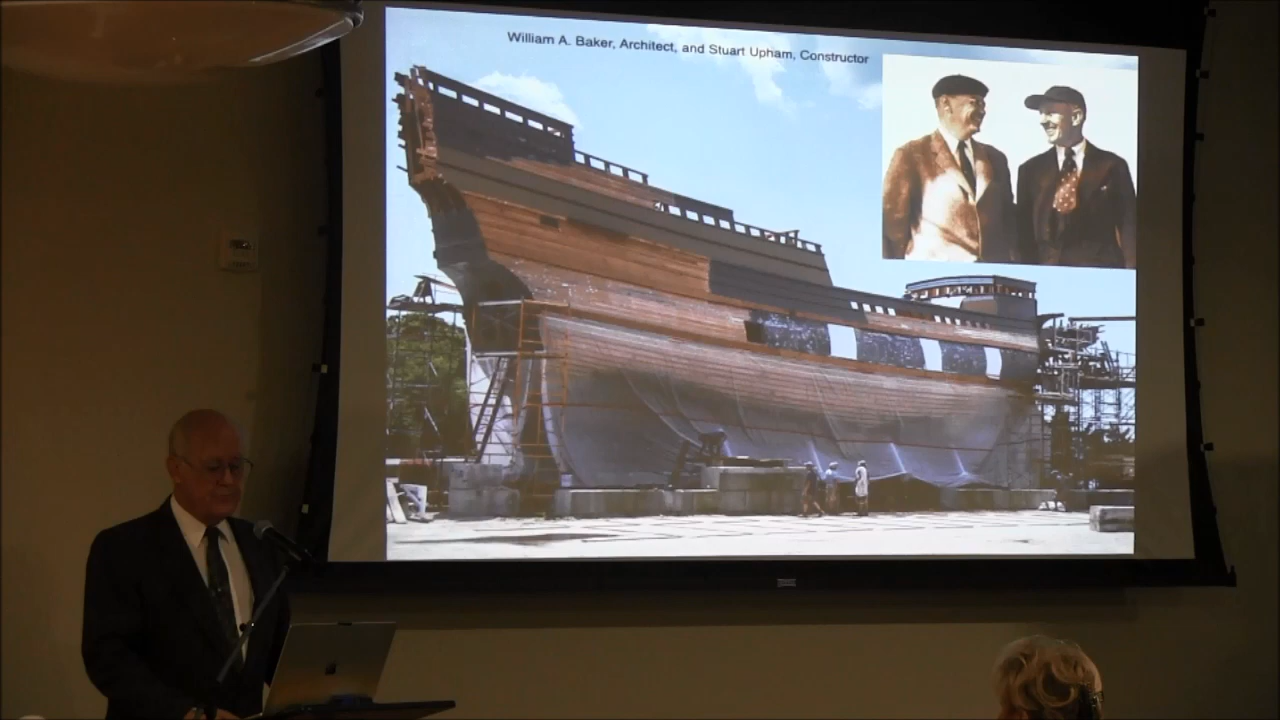 William A. Baker, Architect, and Stuart Upham, Constructor